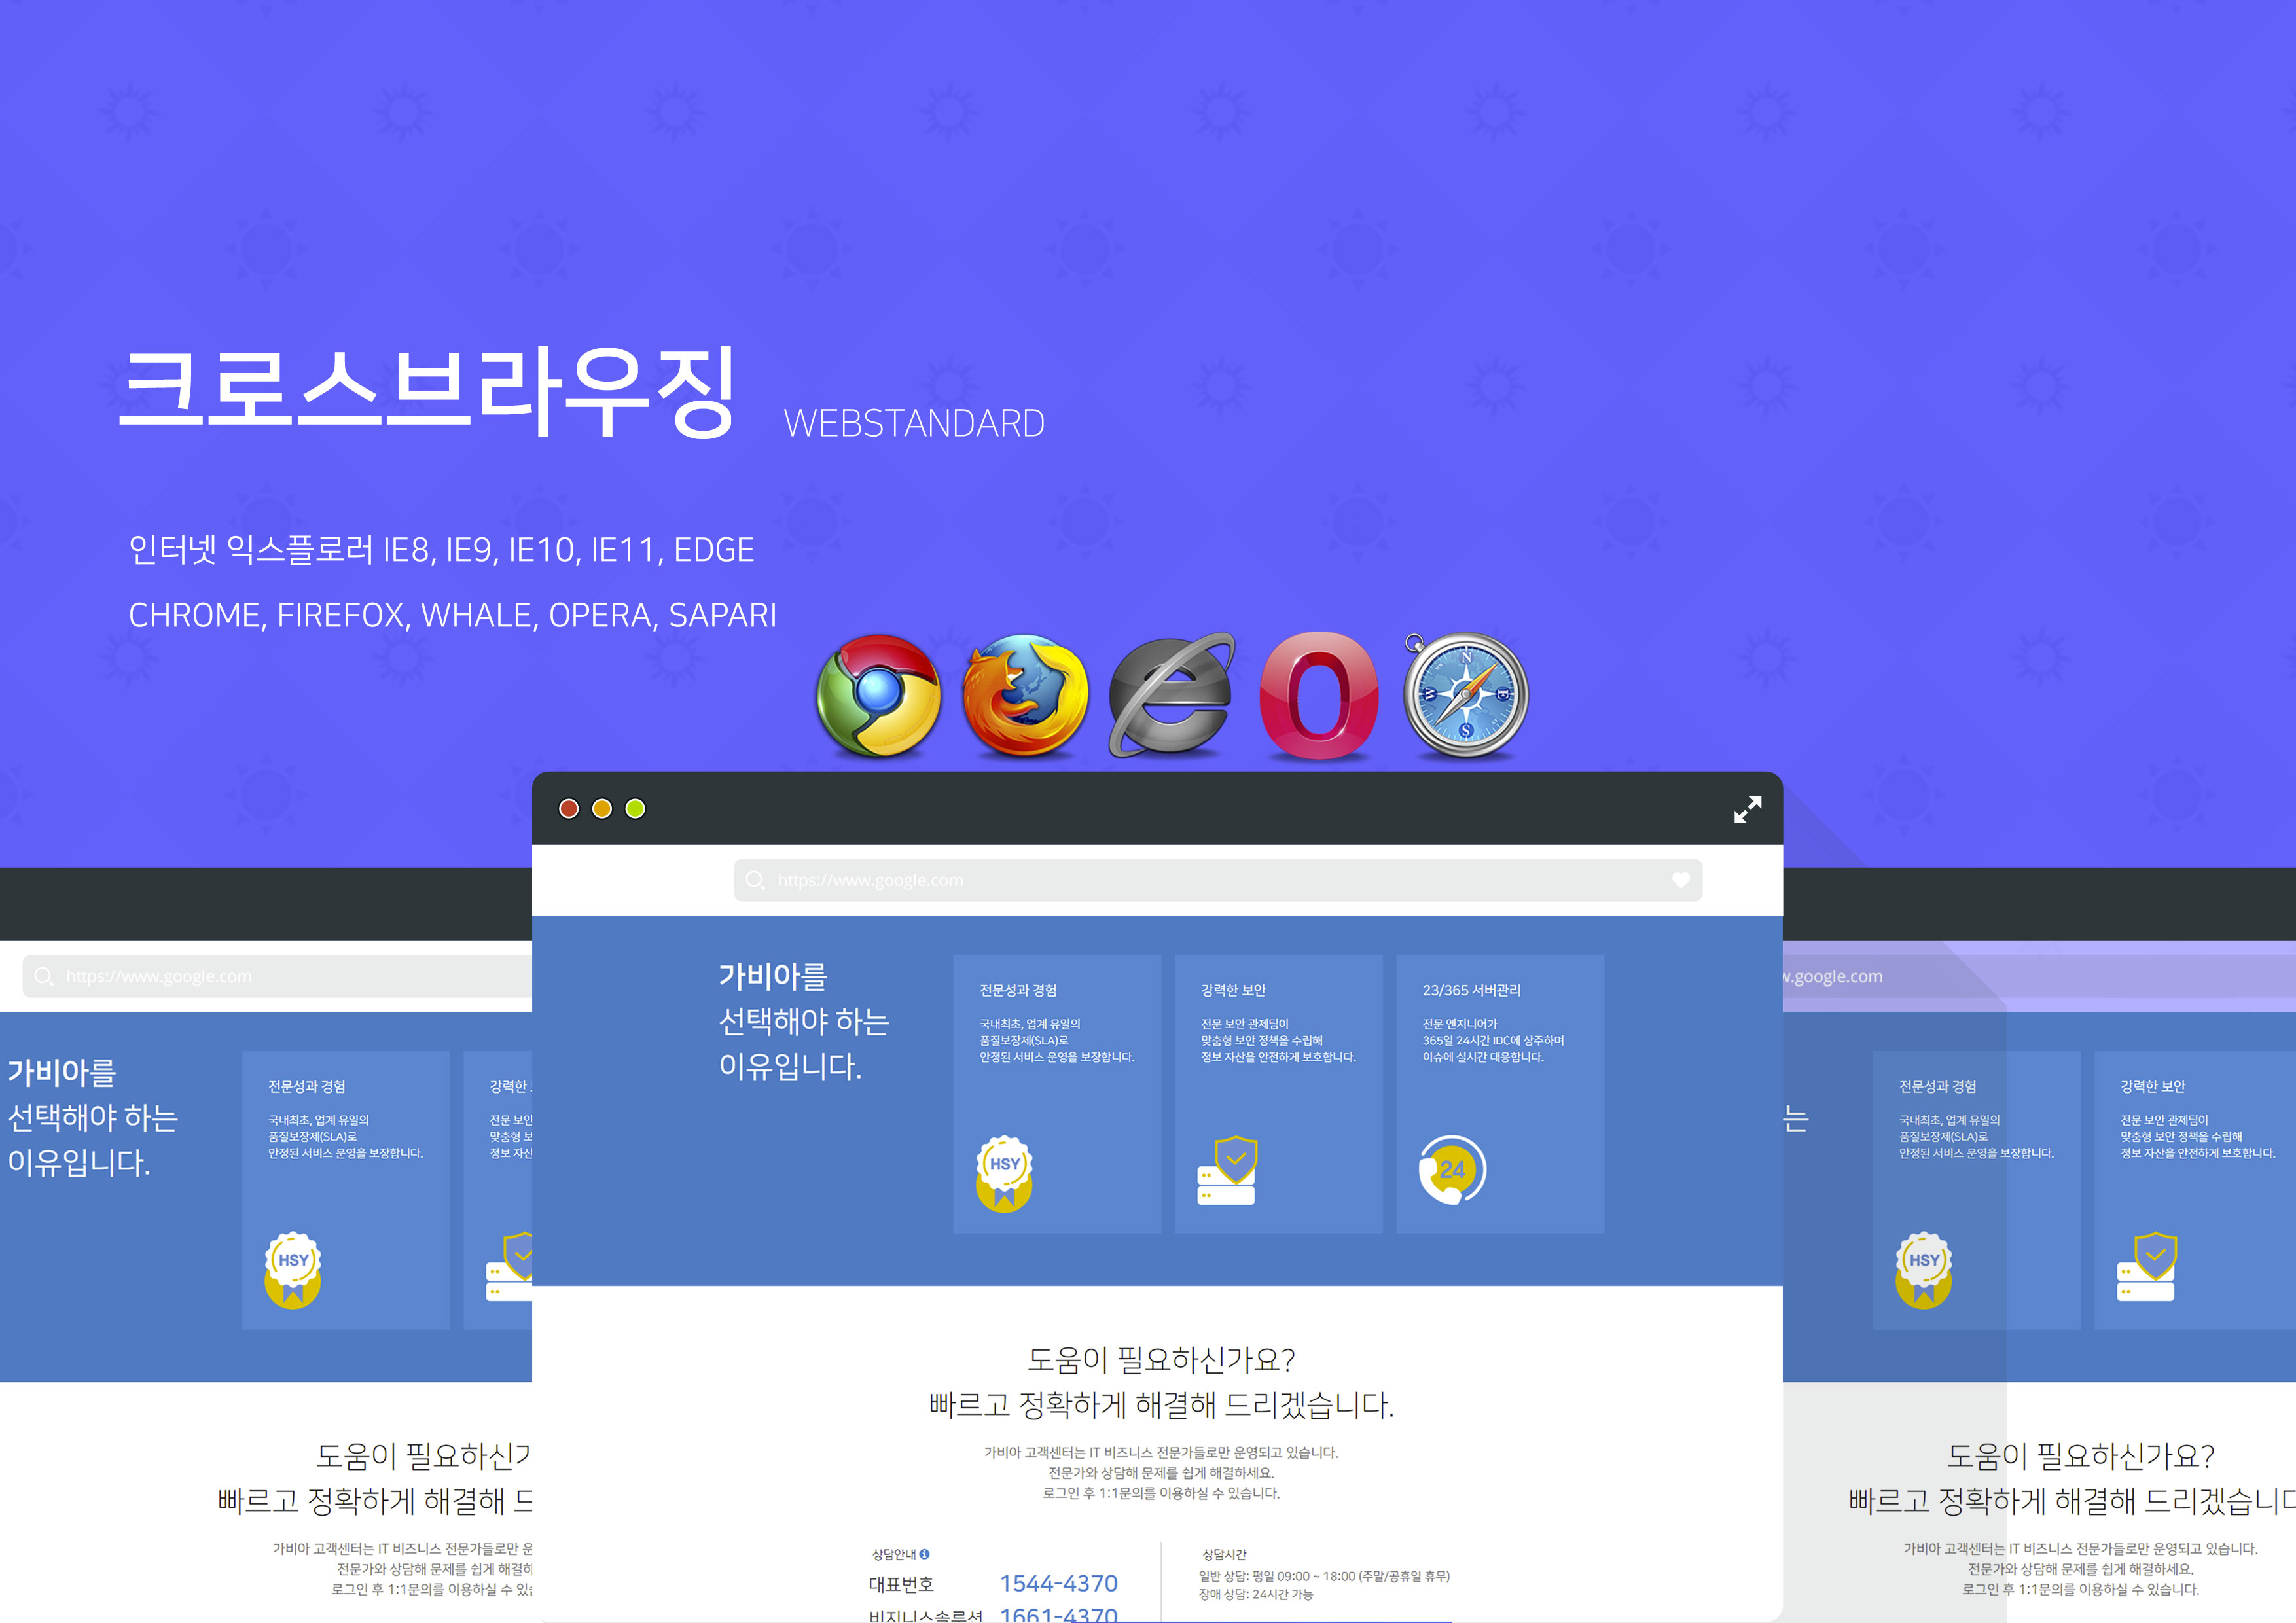 크로스브라우징 WEBSTANDARD
인터넷 익스플로러 IE8, IE9, IE10, IE11, EDGE
CHROME, FIREFOX, WHALE, OPERA, SAPARI
https://www.google.com
가비아를
선택해야 하는
이유입니다.
전문성과 경험
국내최초, 업계 유일의
품질보장제(SLA)로
안정된 서비스 운영을 보장합니다.
HSY
강력한 보안
전문 보안 관제팀이
맞춤형 보안 정책을 수립해
정보 자산을 안전하게 보호합니다.
23/365 서버관리
전문 엔지니어가
365일 24시간 IDC에 상주하며
이슈에 실시간 대응합니다.
24
도움이 필요하신가요?
빠르고 정확하게 해결해 드리겠습니다.
가비아 고객센터는 IT 비즈니스 전문가들로만 운영되고 있습니다.
전문가와 상담해 문제를 쉽게 해결하세요.
로그인 후 1:1문의를 이용하실 수 있습니다.
상담안내
대표번호 1544-4370
비지니스솔루션 1661-4370
상담시간
일반 상담: 평일 09:00 ~ 18:00 (주말/공휴일 휴무)
장애 상담: 24시간 가능
https://www.google.com
가비아를
선택해야 하는
이유입니다.
전문성과 경험
국내최초, 업계 유일의
품질보장제(SLA)로
안정된 서비스 운영을 보장합니다.
HSY
강력한
전문 보안
맞춤형 보
정보 자산
도움이 필요하신
빠르고 정확하게 해결해
가비아 고객센터는 IT 비즈니스 전문가들로만
전문가와 상담해 문제를 쉽게
로그인 후 1:1문의를 이용하실 수
w.google.com
는
전문성과 경험
국내최초, 업계 유일의
품질보장제(SLA)로
안정된 서비스 운영을 보장합니다.
HSY
강력한 보안
전문 보안 관제팀이
맞춤형 보안 정책을 수립해
정보 자산을 안전하게 보호합니다.
도움이 필요하신가요?
빠르고 정확하게 해결해 드리겠습니다
가비아 고객센터는 IT 비즈니스 전문가들로만 운영되고 있습니다.
전문가와 상담해 문제를 쉽게 해결하세요.
로그인 후 1:1문의를 이용하실 수 있습니다.